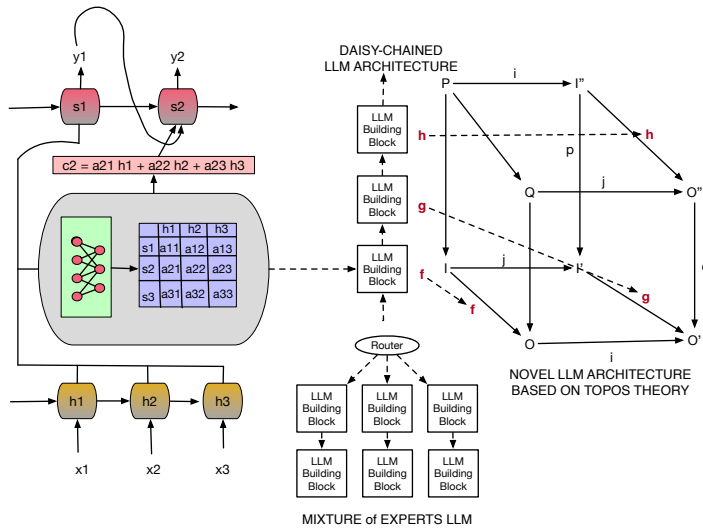 y1
y2
s1
s2
c2 = a21 h1 + a22 h2 + a23 h3
h1 h2 h3
s1 a11 a12 a13
s2 a21 a22 a23
s3 a31 a32 a33
h1
h2
h3
x1
x2
x3
DAISY-CHAINED
LLM ARCHITECTURE
LLM
Building
Block
LLM
Building
Block
LLM
Building
Block
h
g
f
Router
LLM
Building
Block
LLM
Building
Block
LLM
Building
Block
LLM
Building
Block
LLM
Building
Block
LLM
Building
Block
MIXTURE of EXPERTS LLM
P
i
I"
h
p
Q
j
O"
I
j
I'
g
f
O
i
O'
NOVEL LLM ARCHITECTURE
BASED ON TOPOS THEORY